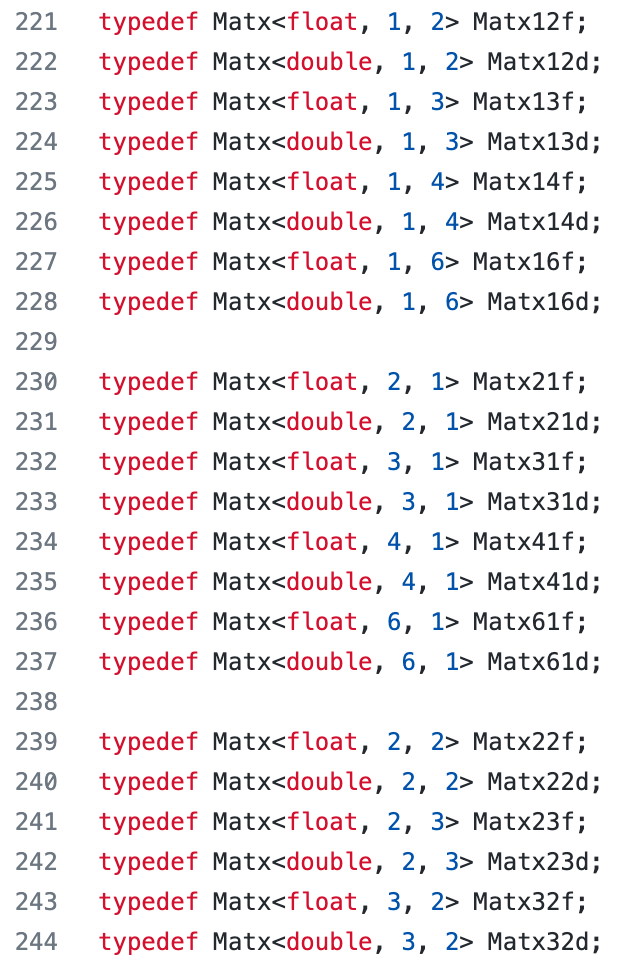 221 typedef Matx<float, 1, 2> Matx12f;
222 typedef Matx<double, 1, 2> Matx12d;
223 typedef Matx<float, 1, 3> Matx13f;
224 typedef Matx<double, 1, 3> Matx13d;
225 typedef Matx<float, 1, 4> Matx14f;
226 typedef Matx<double, 1, 4> Matx14d;
227 typedef Matx<float, 1, 6> Matx16f;
228 typedef Matx<double, 1, 6> Matx16d;
229
230 typedef Matx<float, 2, 1> Matx21f;
231 typedef Matx<double, 2, 1> Matx21d;
232 typedef Matx<float, 3, 1> Matx31f;
233 typedef Matx<double, 3, 1> Matx31d;
234 typedef Matx<float, 4, 1> Matx41f;
235 typedef Matx<double, 4, 1> Matx41d;
236 typedef Matx<float, 6, 1> Matx61f;
237 typedef Matx<double, 6, 1> Matx61d;
238
239 typedef Matx<float, 2, 2> Matx22f;
240 typedef Matx<double, 2, 2> Matx22d;
241 typedef Matx<float, 2, 3> Matx23f;
242 typedef Matx<double, 2, 3> Matx23d;
243 typedef Matx<float, 3, 2> Matx32f;
244 typedef Matx<double, 3, 2> Matx32d;